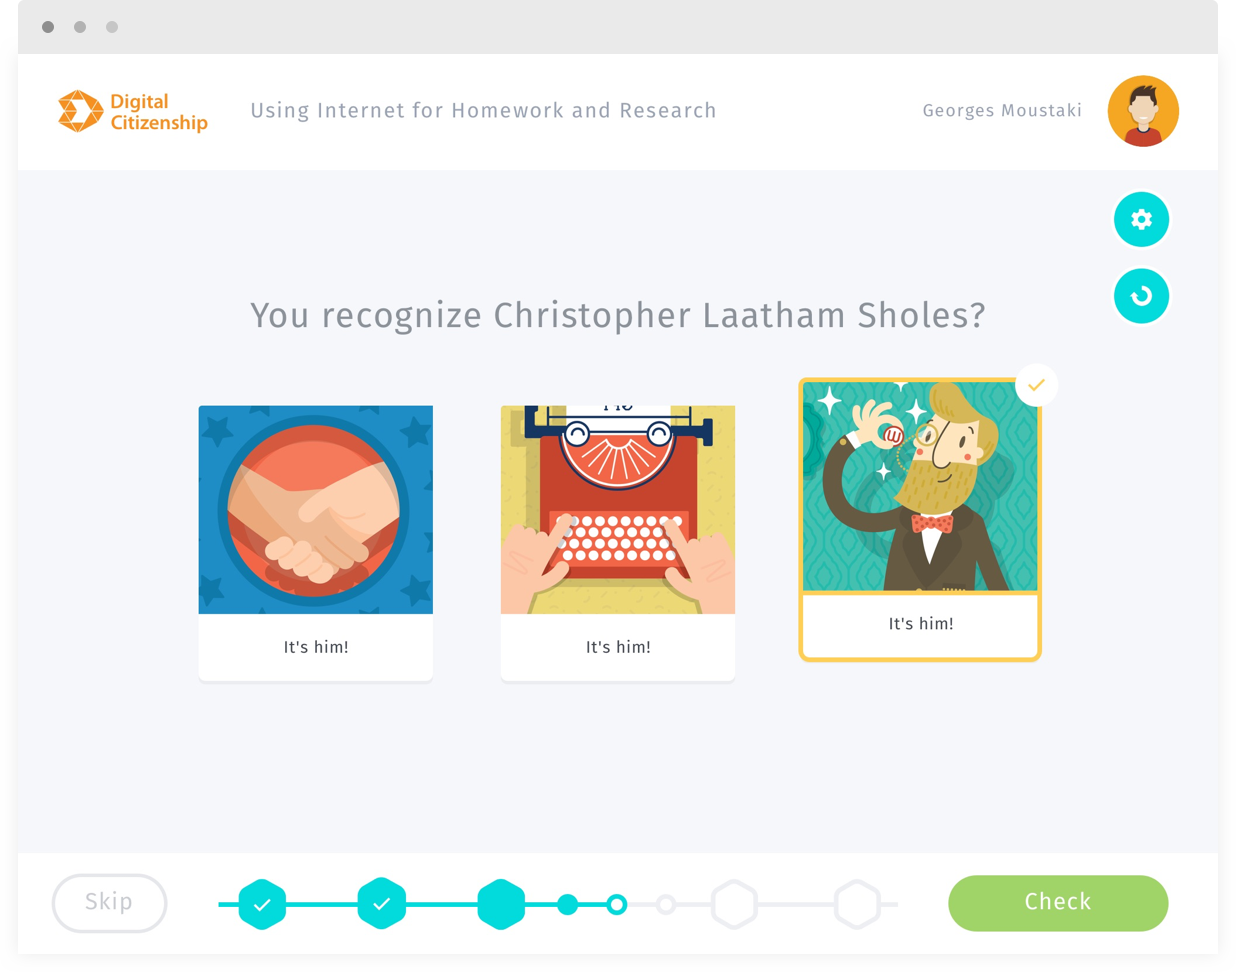 Digital
Citizenship
Using Internet for Homework and Research
Georges Moustaki
You recognize Christopher Laatham Sholes?
It's him!
It's him!
It's him!
Skip
Check